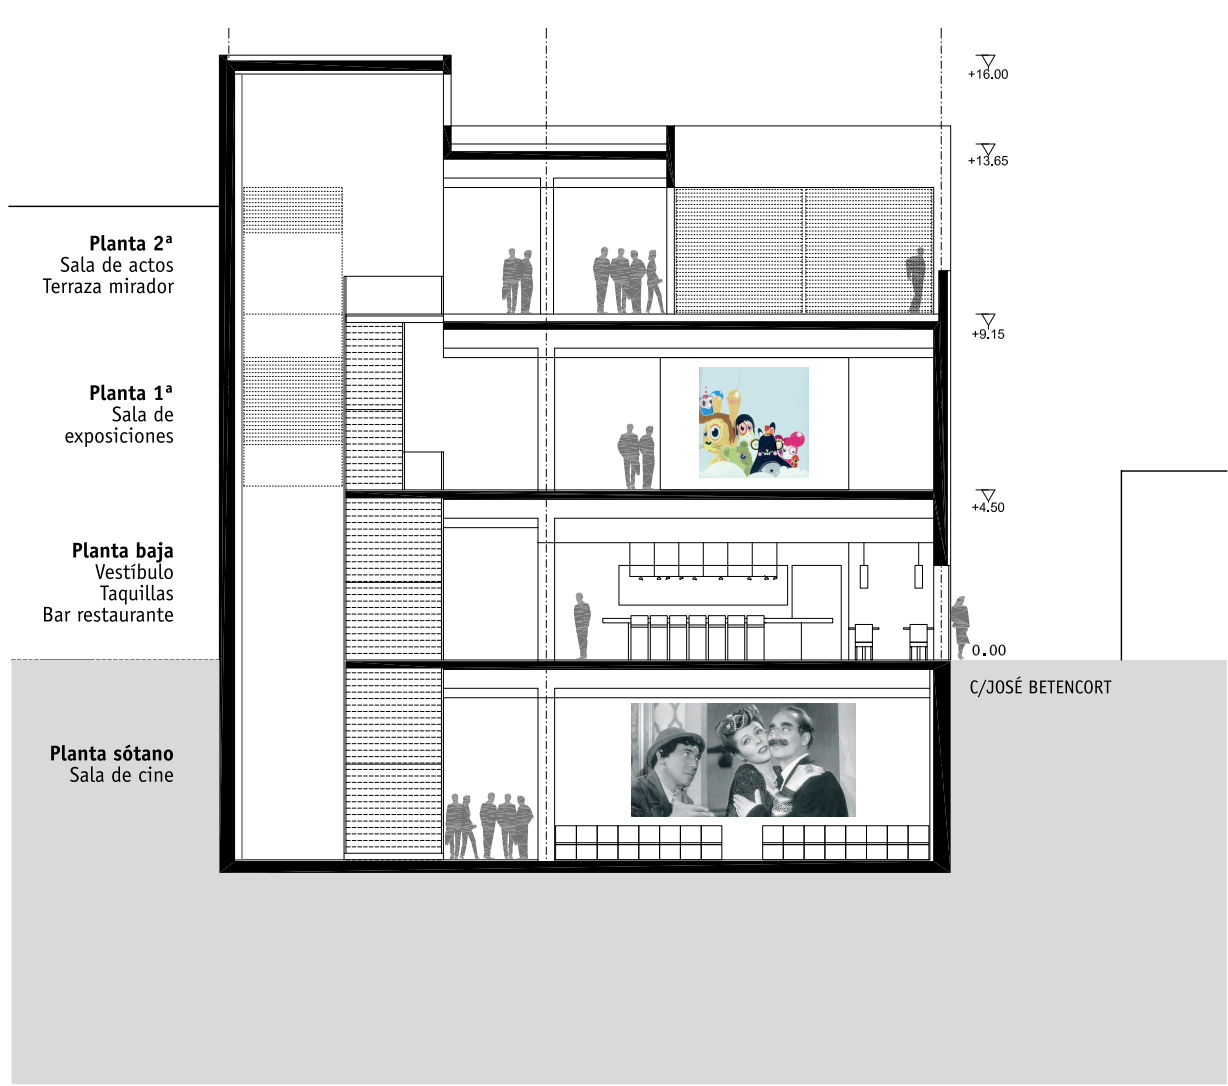 +16.00
+13.65
Planta 2ª
Sala de actos
Terraza mirador
+9.15
Planta 1ª
Sala de
exposiciones
+4.50
Planta baja
Vestíbulo
Taquillas
Bar restaurante
0.00
C/JOSÉ BETENCORT
Planta sótano
Sala de cine